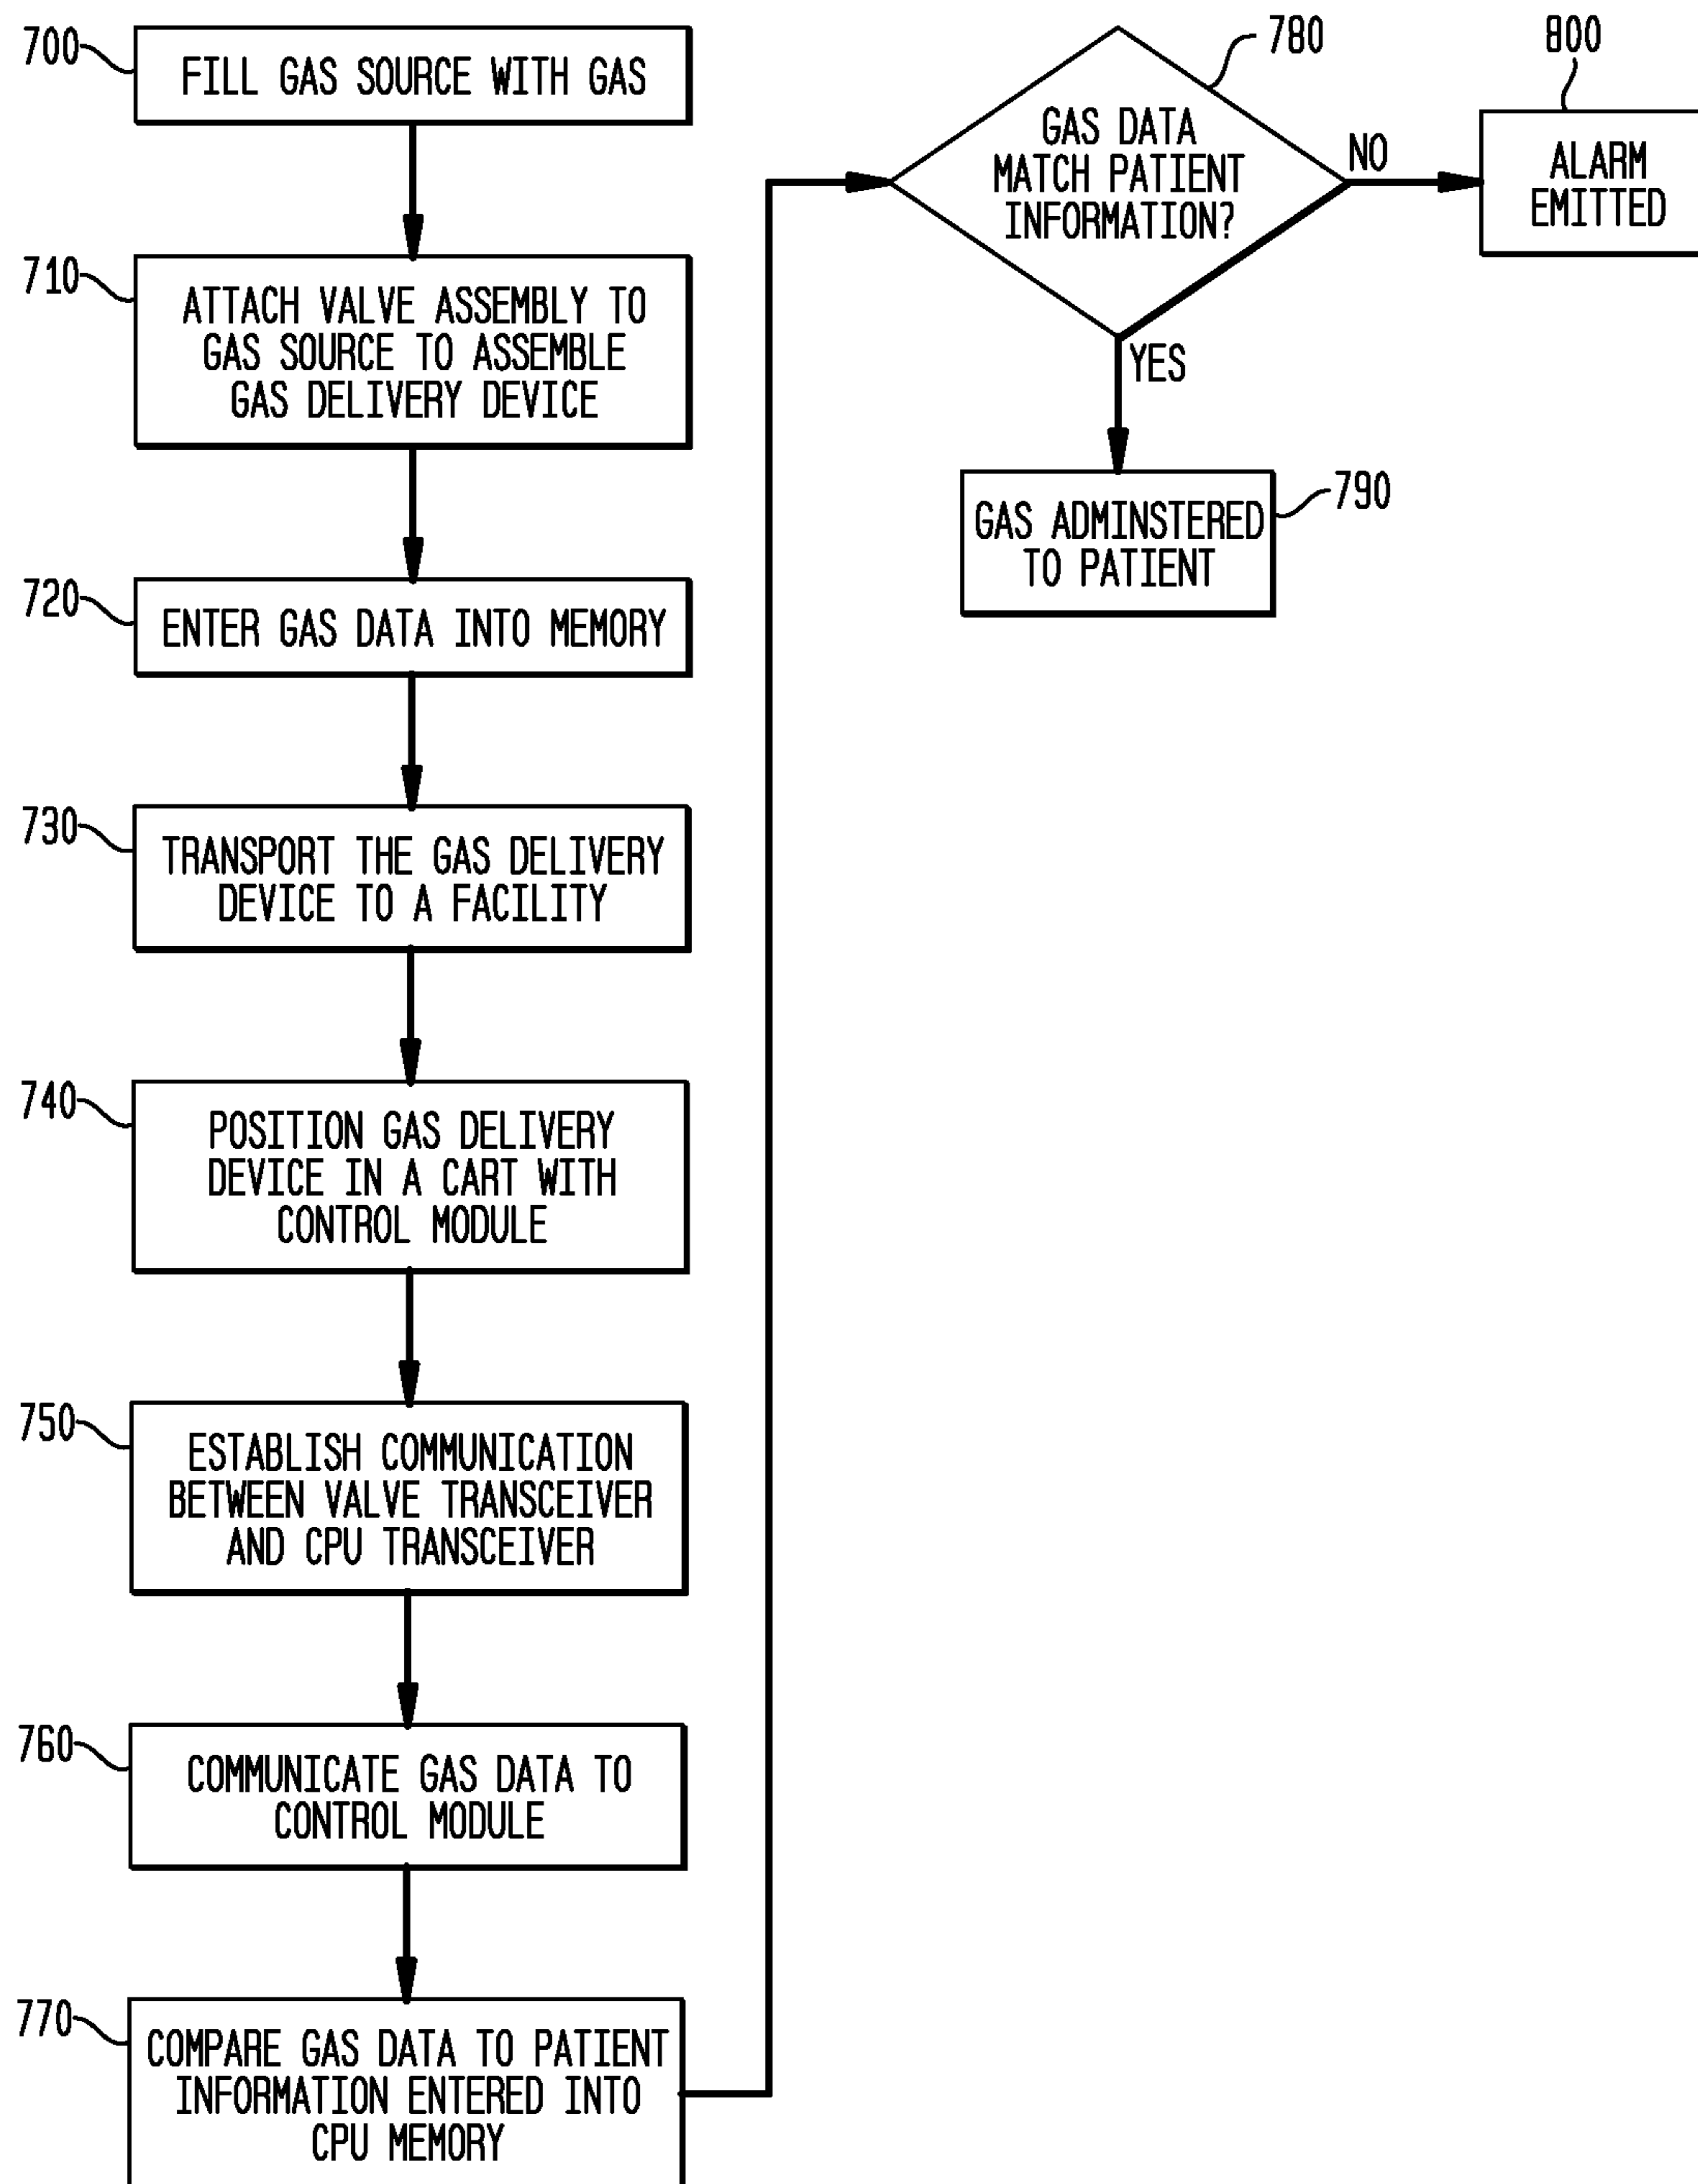 700
FILL GAS SOURCE WITH GAS
710
ATTACH VALVE ASSEMBLY TO
GAS SOURCE TO ASSEMBLE
GAS DELIVERY DEVICE
720
ENTER GAS DATA INTO MEMORY
730
TRANSPORT THE GAS DELIVERY
DEVICE TO A FACILITY
740
POSITION GAS DELIVERY
DEVICE IN A CART WITH
CONTROL MODULE
750
ESTABLISH COMMUNICATION
BETWEEN VALVE TRANSCEIVER
AND CPU TRANSCEIVER
760
COMMUNICATE GAS DATA TO
CONTROL MODULE
770
COMPARE GAS DATA TO PATIENT
INFORMATION ENTERED INTO
CPU MEMORY
780
GAS DATA
MATCH PATIENT
INFORMATION?
NO
YES
790
GAS ADMINSTERED
TO PATIENT
800
ALARM
EMITTED